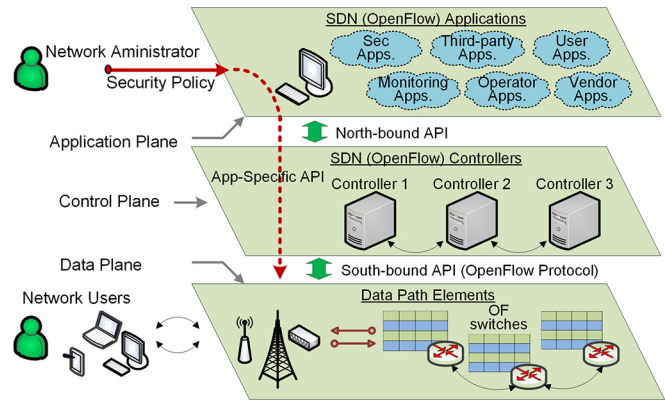 SDN (OpenFlow) Applications
Network Aministrator
Security Policy
Sec
Apps.
Third-party
Apps.
User
Apps.
Monitoring
Apps.
Operator
Apps.
Vendor
Apps.
Application Plane
North-bound API
SDN (OpenFlow) Controllers
App-Specific API
Controller 1
Controller 2
Controller 3
Control Plane
Data Plane
South-bound API (OpenFlow Protocol)
Network Users
Data Path Elements
OF
switches